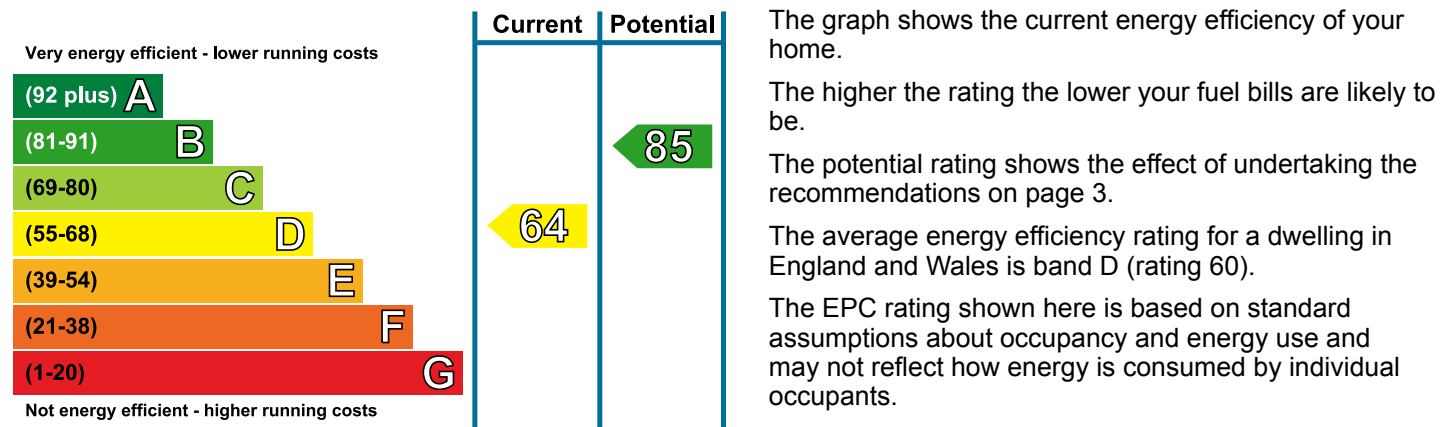 Current Potential
Very energy efficient - lower running costs
(92 plus) A
(81-91) B
85
(69-80) C
(55-68) D
64
(39-54) E
(21-38) F
(1-20) G
Not energy efficient - higher running costs
The graph shows the current energy efficiency of your
home.
The higher the rating the lower your fuel bills are likely to
be.
The potential rating shows the effect of undertaking the
recommendations on page 3.
The average energy efficiency rating for a dwelling in
England and Wales is band D (rating 60).
The EPC rating shown here is based on standard
assumptions about occupancy and energy use and
may not reflect how energy is consumed by individual
occupants.